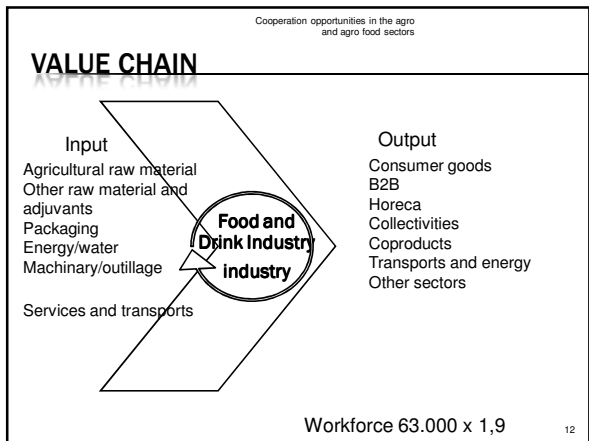 Cooperation opportunities in the agro
and agro food sectors
VALUE CHAIN
Input
Agricultural raw material
Other raw material and
adjuvants
Packaging
Energy/water
Machinary/outillage
Services and transports
Food and
Drink Industry
industry
Output
Consumer goods
B2B
Horeca
Collectivities
Coproducts
Transports and energy
Other sectors
Workforce 63.000 x 1,9
12